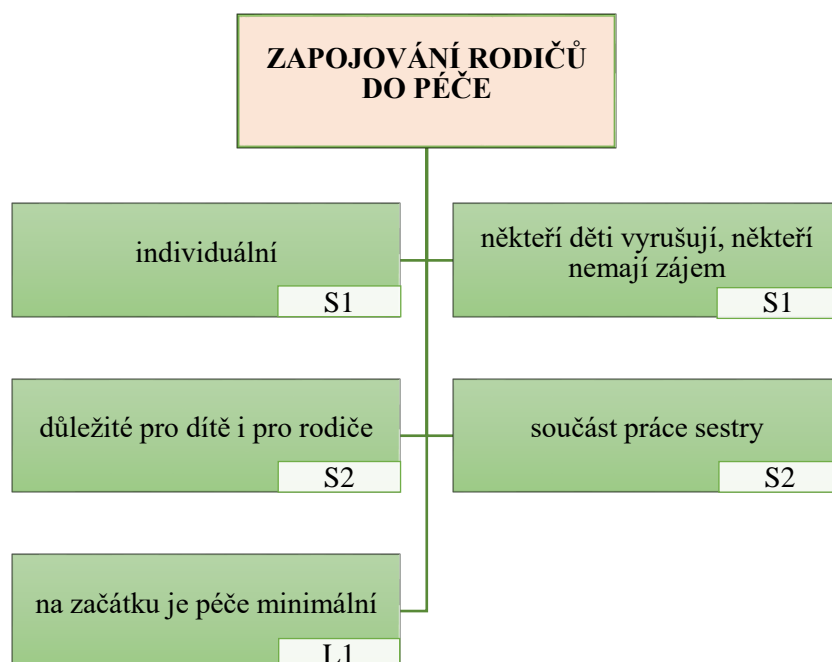 ZAPOJOVÁNÍ RODIČŮ
DO PÉČE
individuální
S1
někteří děti vyrušují, někteří
nemají zájem
S1
důležité pro dítě i pro rodiče
S2
součást práce sestry
S2
na začátku je péče minimální
L1